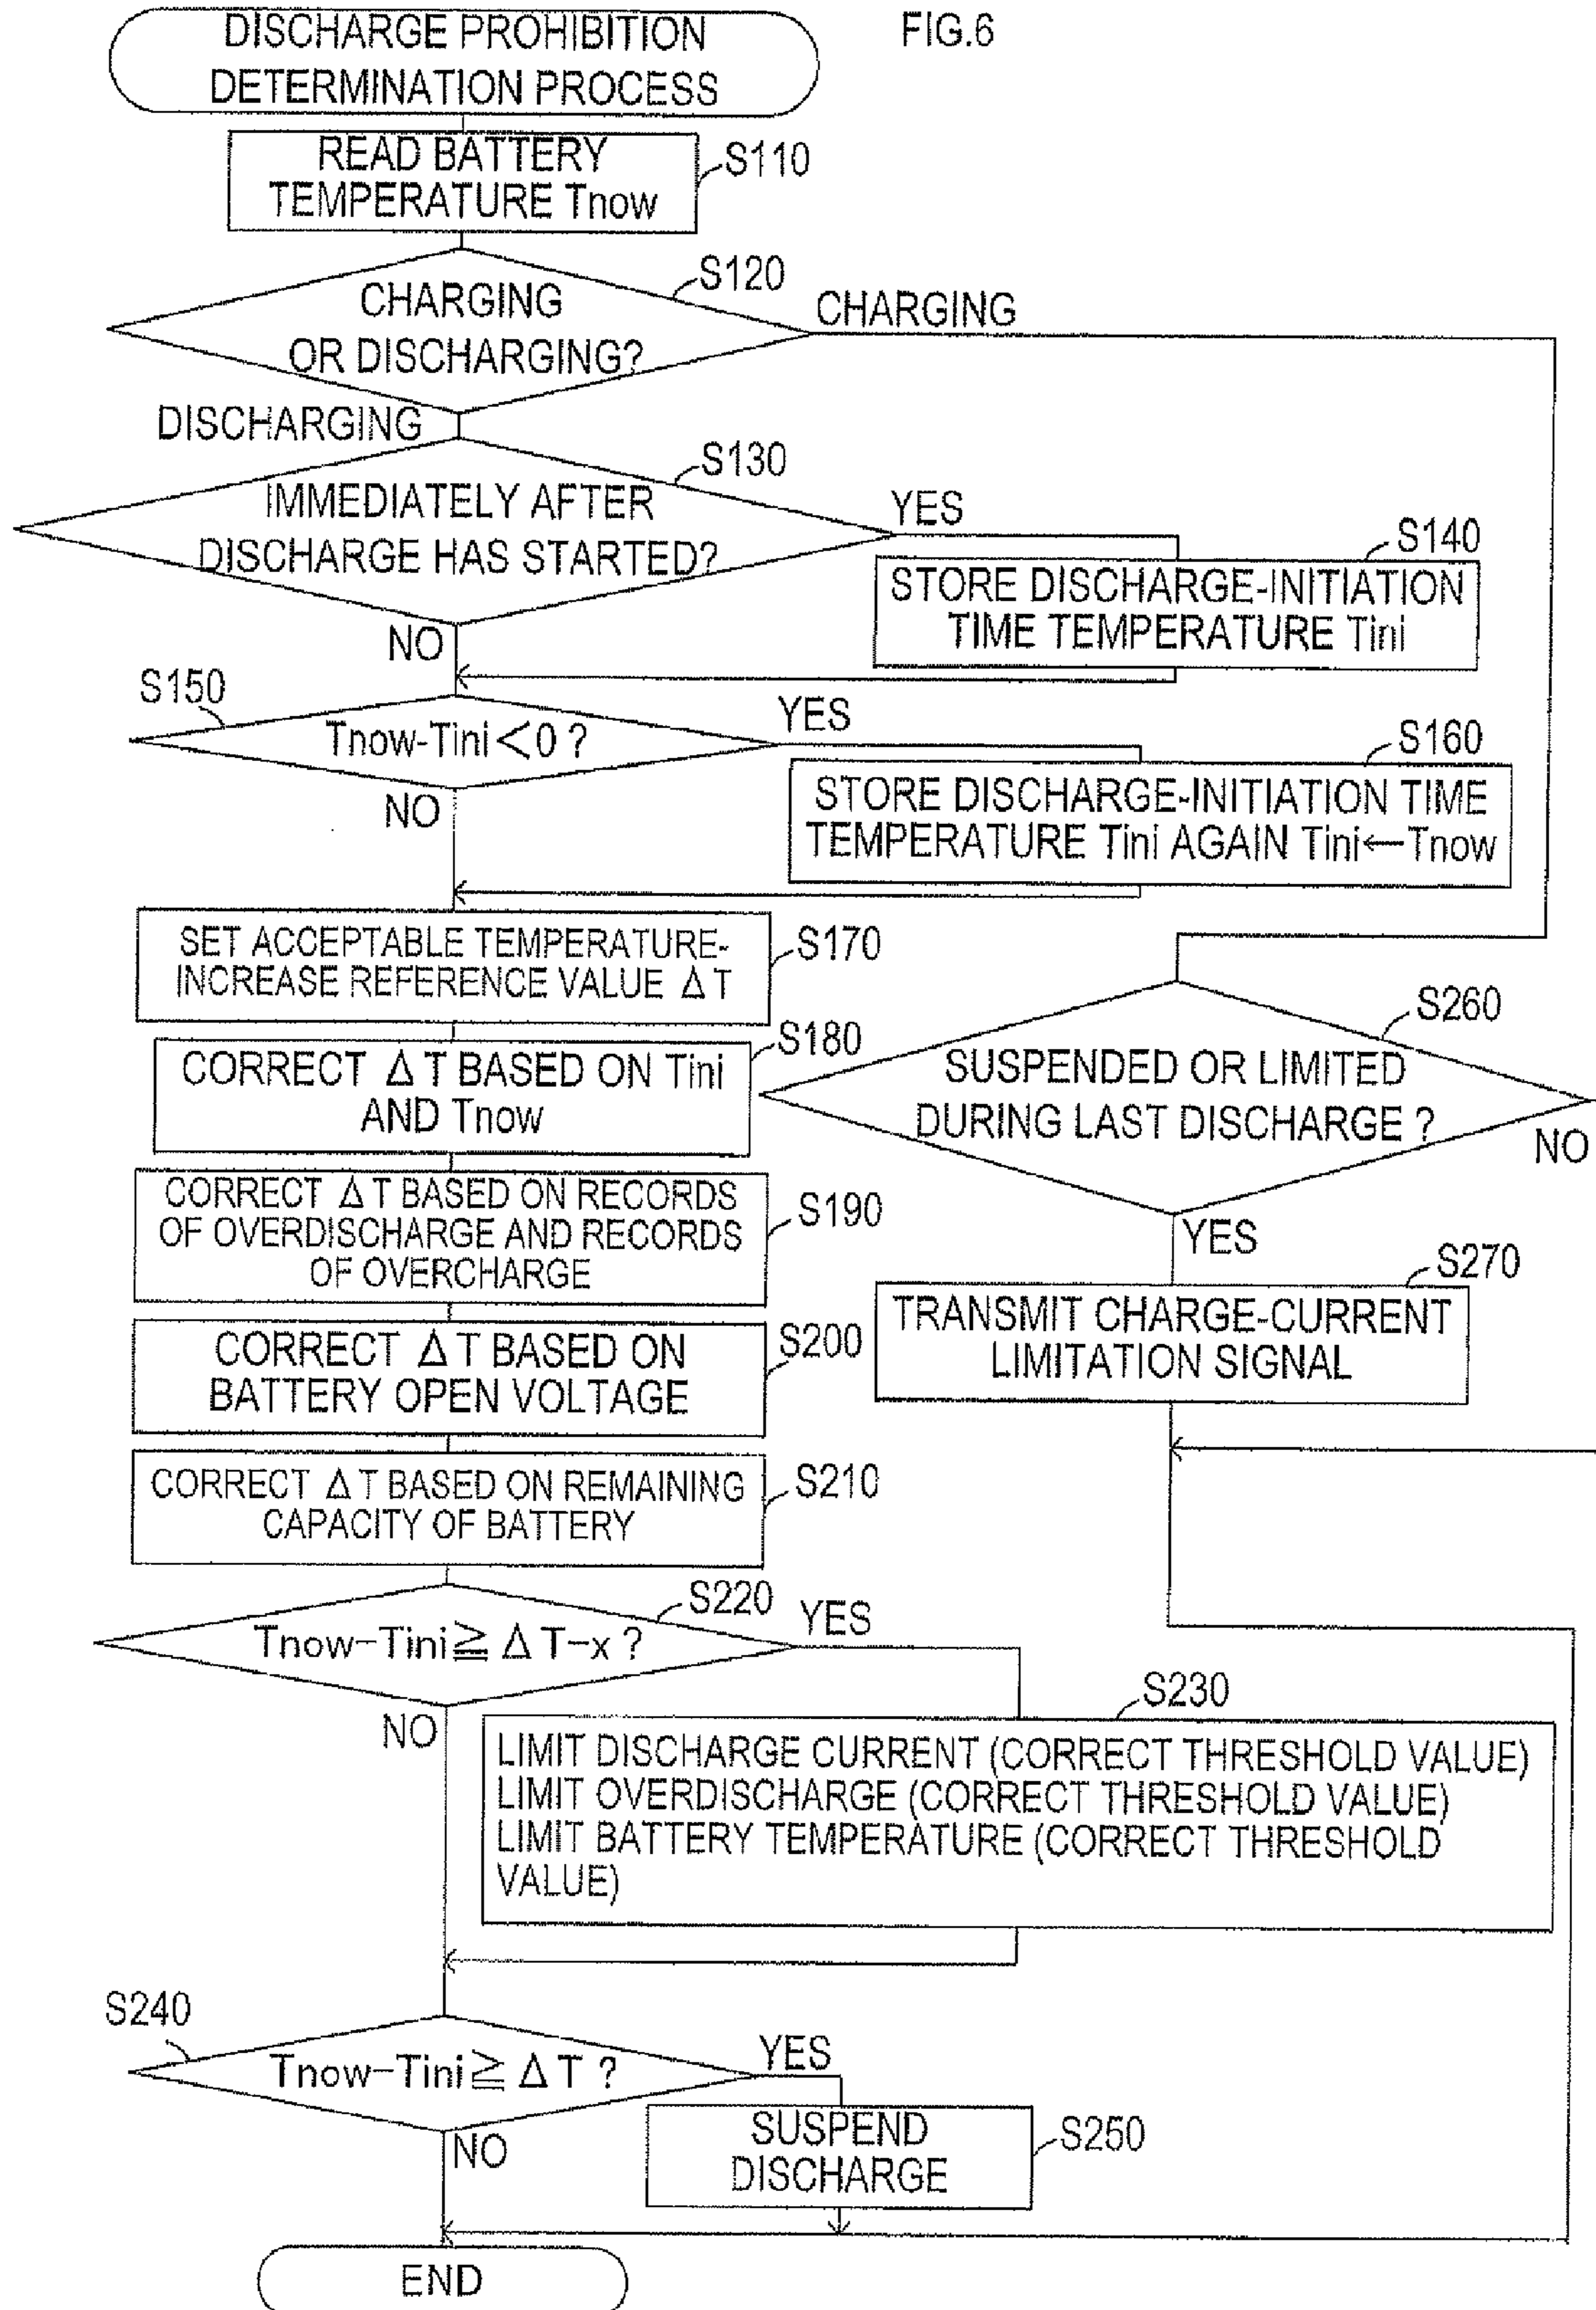 FIG.6
DISCHARGE PROHIBITION
DETERMINATION PROCESS
READ BATTERY
TEMPERATURE Tnow
S110
CHARGING
OR DISCHARGING?
S120
CHARGING
DISCHARGING
IMMEDIATELY AFTER
DISCHARGE HAS STARTED?
S130
YES
NO
STORE DISCHARGE-INITIATION
TIME TEMPERATURE Tini
S140
S150
Tnow-Tini<0 ?
YES
NO
STORE DISCHARGE-INITIATION TIME
TEMPERATURE Tini AGAIN Tini←Tnow
S160
SET ACCEPTABLE TEMPERATURE-
INCREASE REFERENCE VALUE Δ T
S170
CORRECT Δ T BASED ON Tini
AND Tnow
S180
CORRECT Δ T BASED ON RECORDS
OF OVERDISCHARGE AND RECORDS
OF OVERCHARGE
S190
CORRECT Δ T BASED ON
BATTERY OPEN VOLTAGE
S200
CORRECT Δ T BASED ON REMAINING
CAPACITY OF BATTERY
S210
SUSPENDED OR LIMITED
DURING LAST DISCHARGE ?
S260
NO
YES
TRANSMIT CHARGE-CURRENT
LIMITATION SIGNAL
S270
Tnow-Tini≧ Δ T-x ?
S220
YES
NO
S230
LIMIT DISCHARGE CURRENT (CORRECT THRESHOLD VALUE)
LIMIT OVERDISCHARGE (CORRECT THRESHOLD VALUE)
LIMIT BATTERY TEMPERATURE (CORRECT THRESHOLD
VALUE)
S240
Tnow-Tini≧ Δ T ?
YES
NO
SUSPEND
DISCHARGE
S250
END